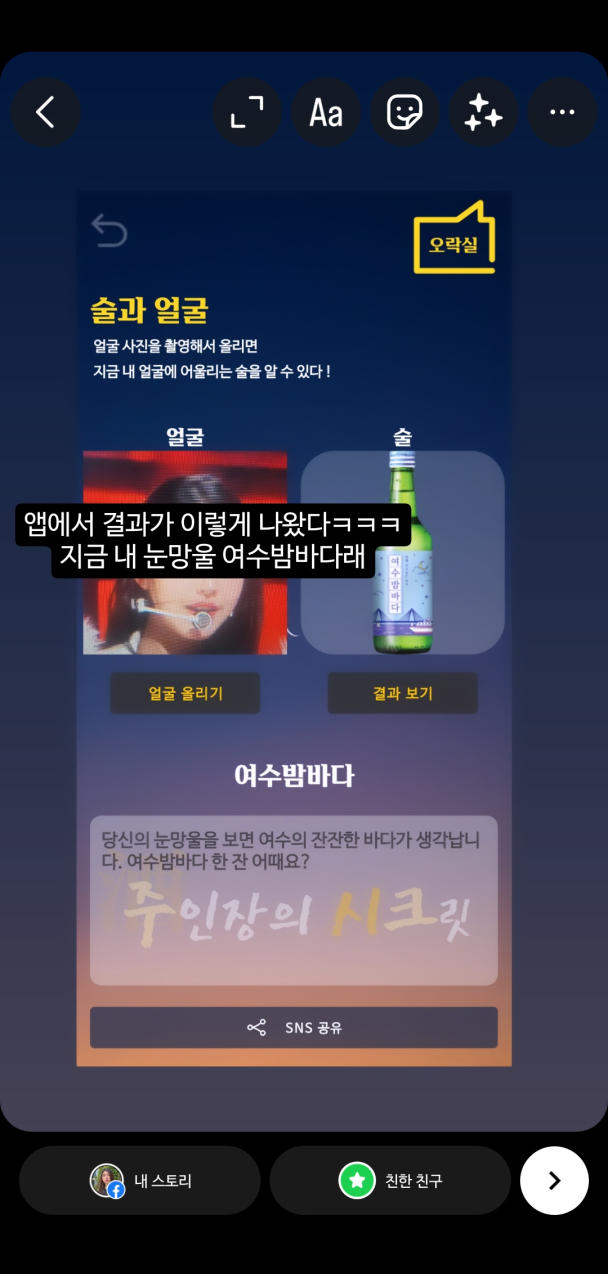 Aa
오락실
술과 얼굴
얼굴 사진을 촬영해서 올리면
지금 내 얼굴에 어울리는 술을 알 수 있다 !
얼굴
술
앱에서 결과가 이렇게 나왔다ㅋㅋㅋ
지금 내 눈망울 여수밤바다래
여수밤바다
얼굴 올리기
결과 보기
여수밤바다
당신의 눈망울을 보면 여수의 잔잔한 바다가 생각납니
다. 여수밤바다 한 잔 어때요?
주인장의 시크릿
SNS 공유
내 스토리
친한 친구